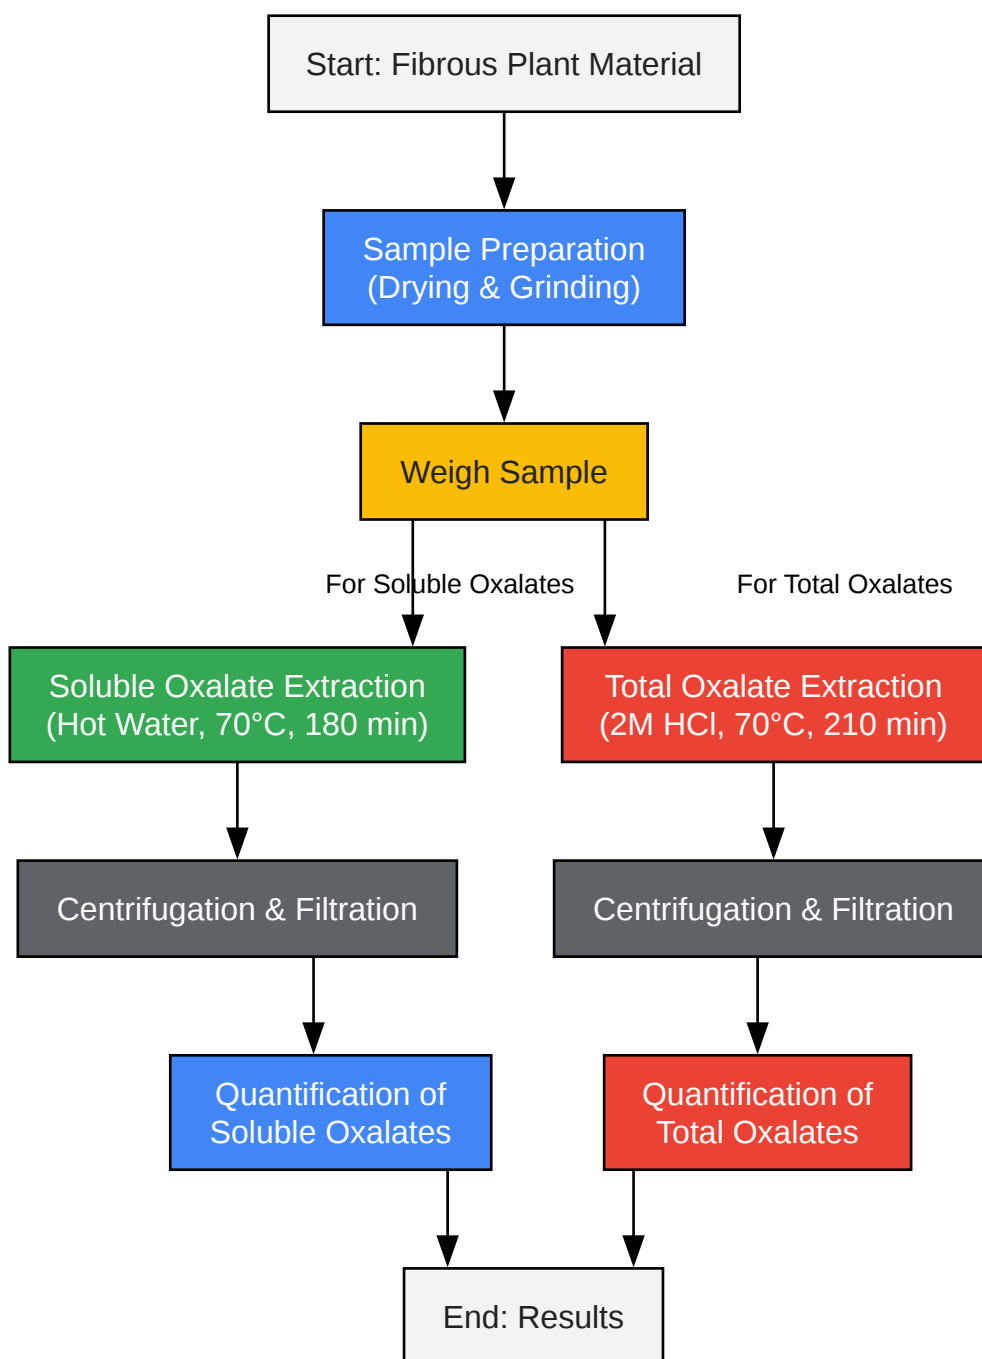 Start: Fibrous Plant Material
Sample Preparation
(Drying & Grinding)
Weigh Sample
For Soluble Oxalates
For Total Oxalates
Soluble Oxalate Extraction
(Hot Water, 70°C, 180 min)
Total Oxalate Extraction
(2M HCl, 70°C, 210 min)
Centrifugation & Filtration
Centrifugation & Filtration
Quantification of
Soluble Oxalates
Quantification of
Total Oxalates
End: Results